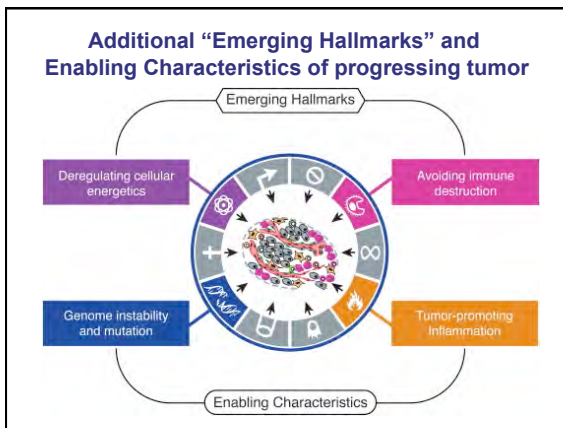 Additional “Emerging Hallmarks” and
Enabling Characteristics of progressing tumor
Emerging Hallmarks
Deregulating cellular
energetics
Avoiding immune
destruction
Genome instability
and mutation
Tumor-promoting
Inflammation
Enabling Characteristics